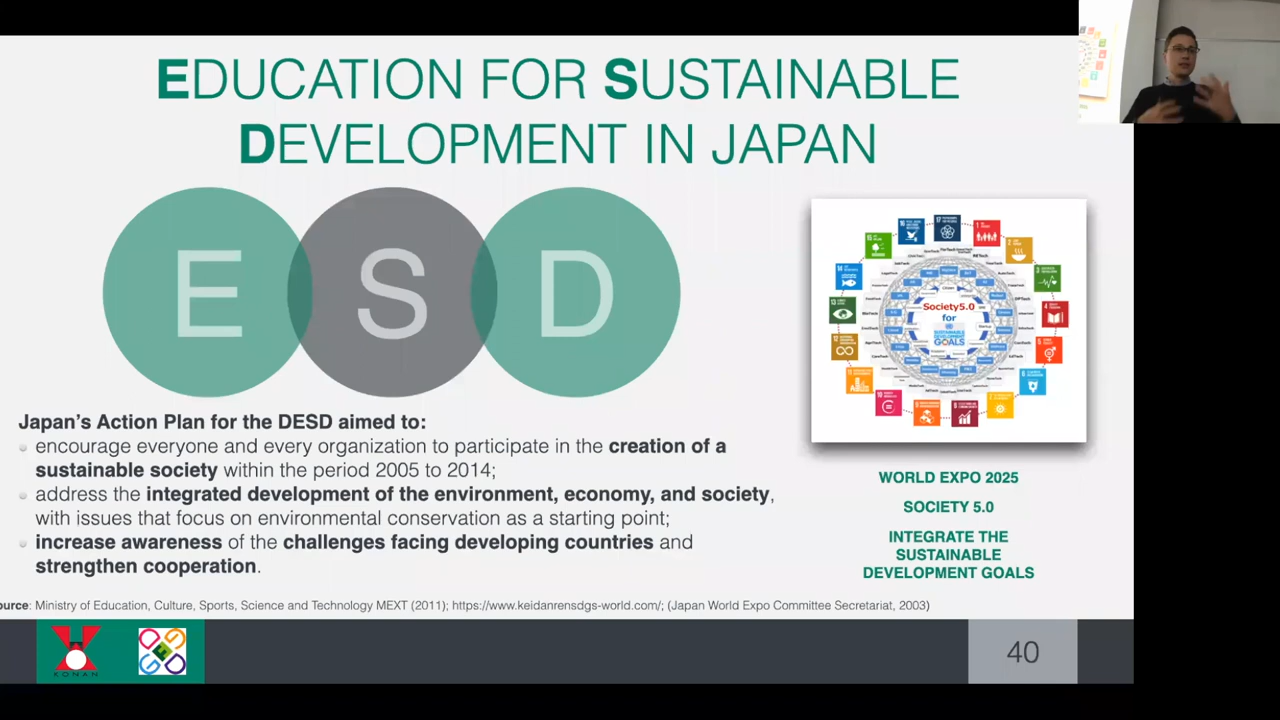 EDUCATION FOR SUSTAINABLE
DEVELOPMENT IN JAPAN
E S D
Society5.0
for
SUSTAINABLE
DEVELOPMENT
GOALS
Japan's Action Plan for the DESD aimed to:
encourage everyone and every organization to participate in the creation of a
sustainable society within the period 2005 to 2014;
address the integrated development of the environment, economy, and society,
with issues that focus on environmental conservation as a starting point;
increase awareness of the challenges facing developing countries and
strengthen cooperation.
WORLD EXPO 2025
SOCIETY 5.0
INTEGRATE THE
SUSTAINABLE
DEVELOPMENT GOALS
ource: Ministry of Education, Culture, Sports, Science and Technology MEXT (2011); https://www.keidanrensdgs-world.com/; (Japan World Expo Committee Secretariat, 2003)
KONAN
40